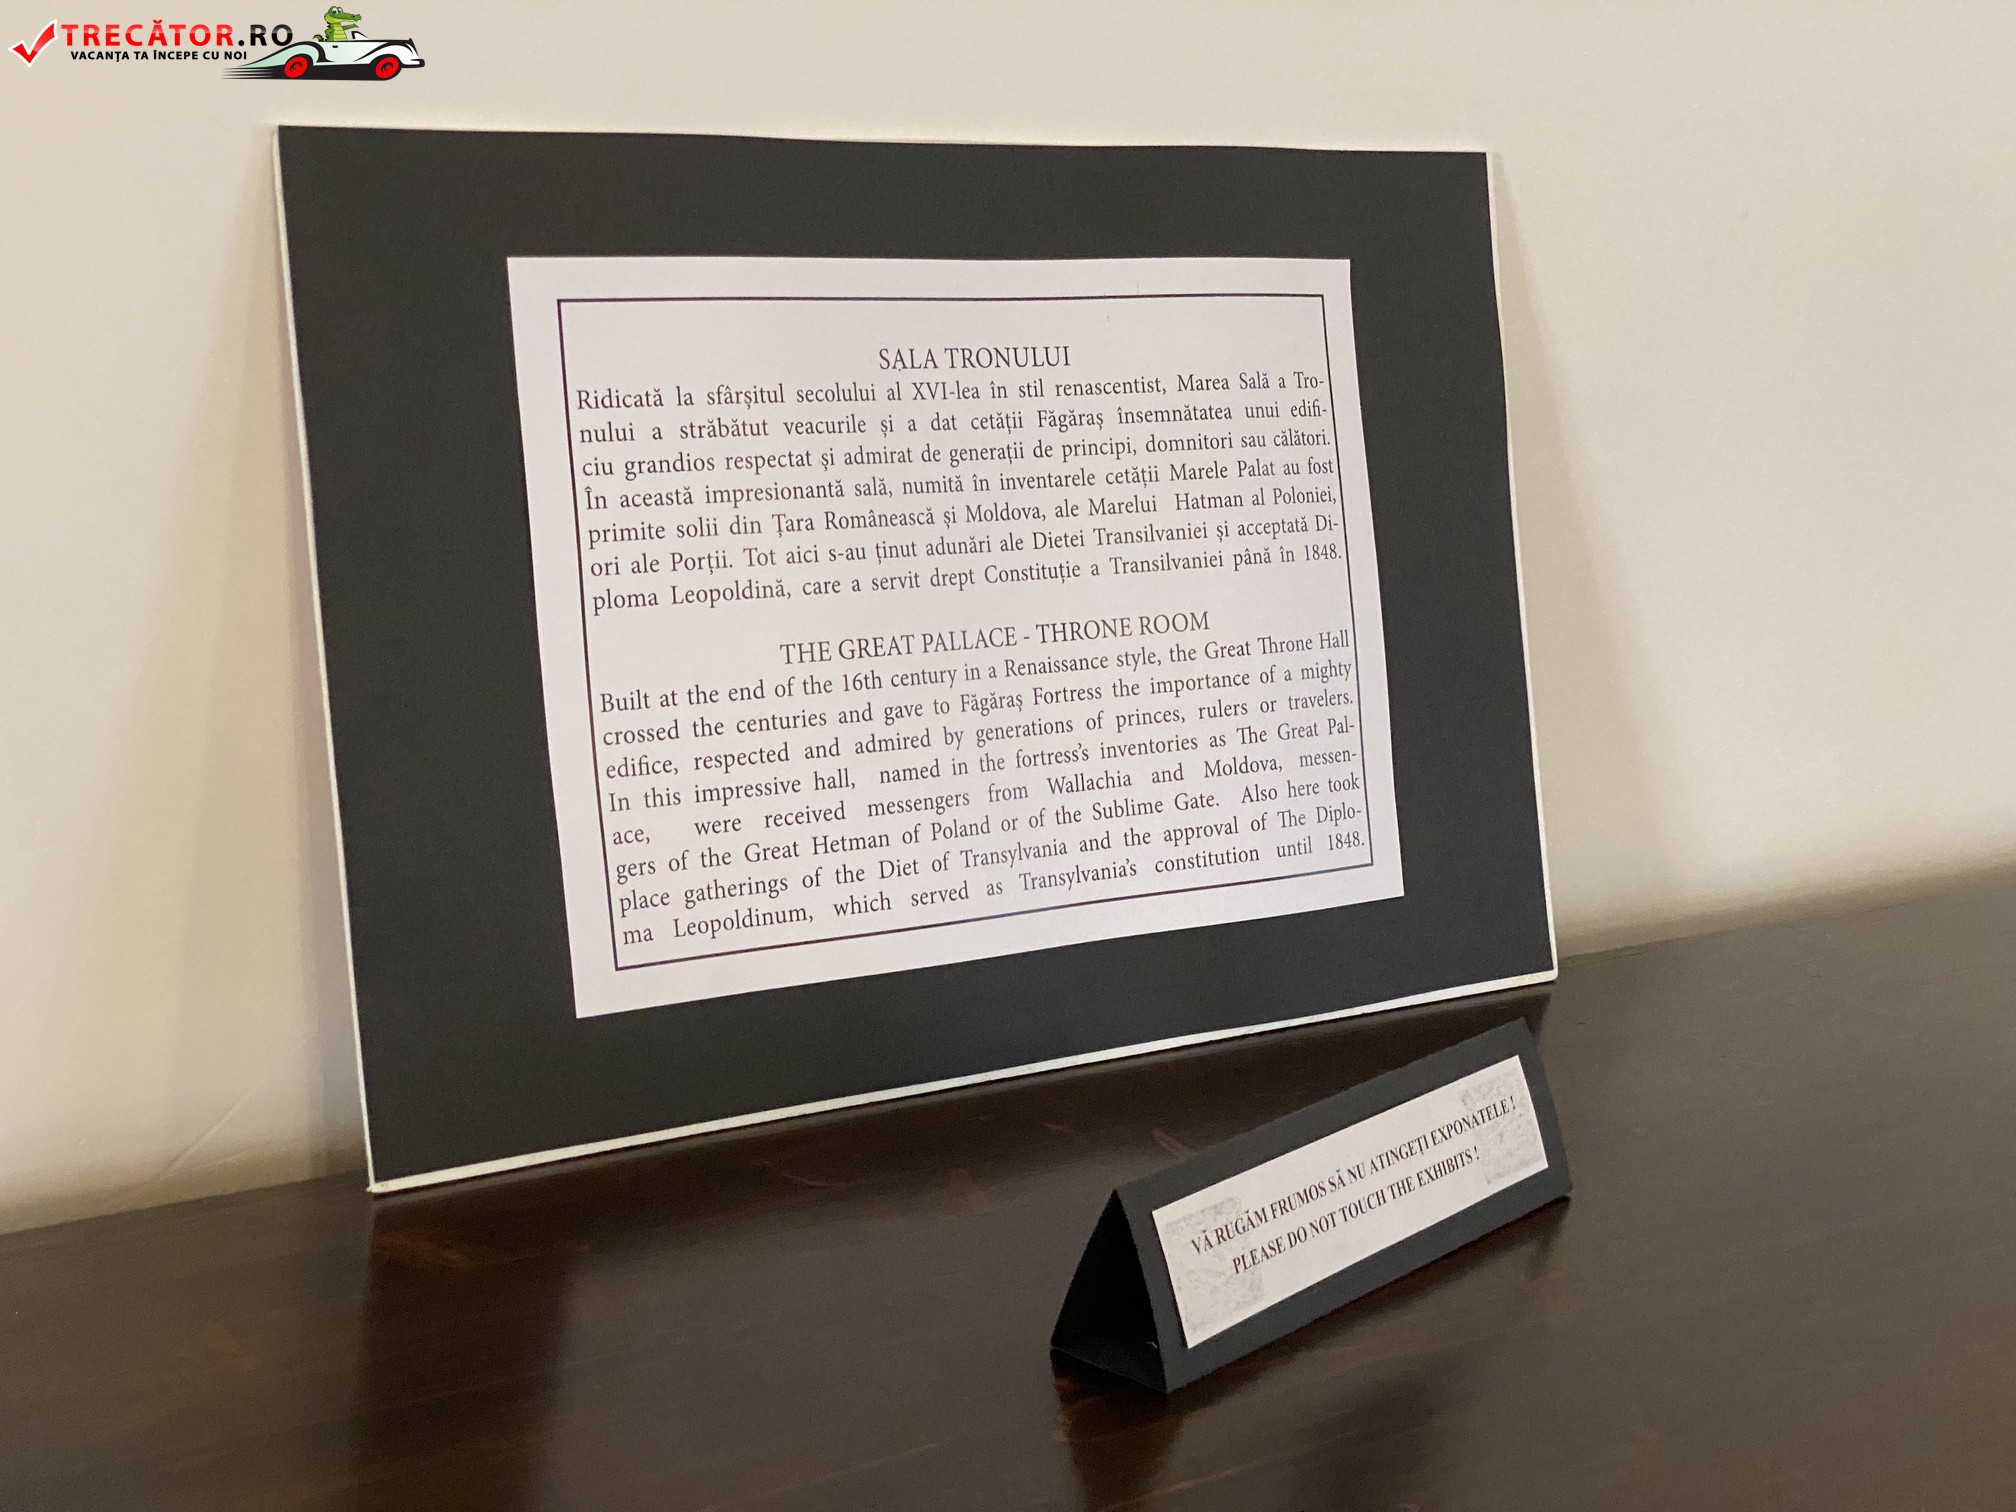 TRECĂTOR.RO
VACANȚA TA ÎNCEPE CU NOI
SALA TRONULUI
Ridicată la sfârșitul secolului al XVI-lea în stil renascentist, Marea Sală a Tro-
nului a străbătut veacurile și a dat cetății Făgăraș însemnătatea unui edifi-
ciu grandios respectat și admirat de generații de principi, domnitori sau călători.
În această impresionantă sală, numită în inventarele cetății Marele Palat au fost
primite solii din Țara Românească și Moldova, ale Marelui Hatman al Poloniei,
ori ale Porții. Tot aici s-au ținut adunări ale Dietei Transilvaniei și acceptată Di-
ploma Leopoldină, care a servit drept Constituție a Transilvaniei până în 1848.
THE GREAT PALLACE - THRONE ROOM
Built at the end of the 16th century in a Renaissance style, the Great Throne Hall
crossed the centuries and gave to Făgăraș Fortress the importance of a mighty
edifice, respected and admired by generations of princes, rulers or travelers.
In this impressive hall, named in the fortress's inventories as The Great Pal-
ace, were received messengers from Wallachia and Moldova, messen-
gers of the Great Hetman of Poland or of the Sublime Gate. Also here took
place gatherings of the Diet of Transylvania and the approval of The Diplo-
ma Leopoldinum, which served as Transylvania's constitution until 1848.
VĂ RUGĂM FRUMOS SĂ NU ATINGEȚI EXPONATELE!
PLEASE DO NOT TOUCH THE EXHIBITS!